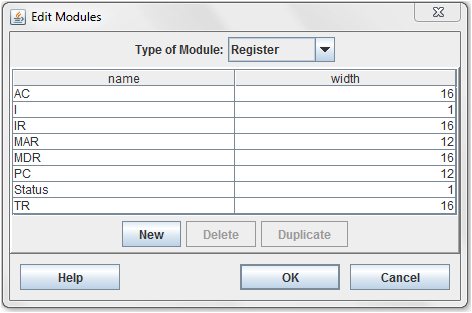 Edit Modules
Type of Module: Register
name width
AC 16
I 1
IR 16
MAR 12
MDR 16
PC 12
Status 1
TR 16
New Delete Duplicate
Help OK Cancel